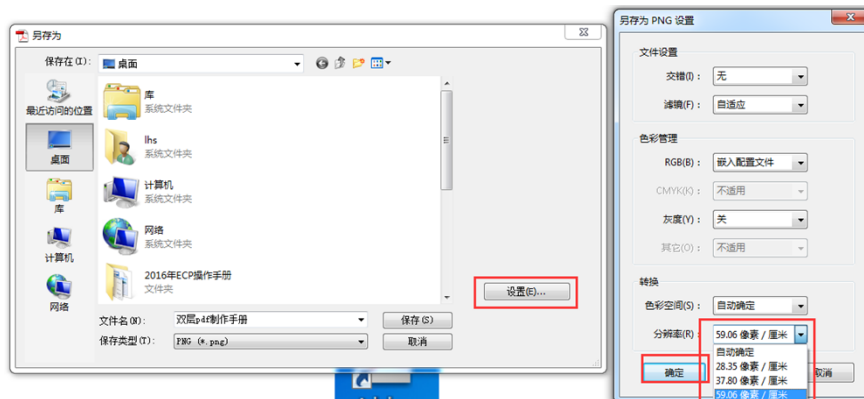 另存为
保存在(I):
桌面
最近访问的位置
桌面
库
计算机
网络
库
系统文件夹
lhs
系统文件夹
计算机
系统文件夹
网络
系统文件夹
2016年ECP操作手册
文件夹
设置(E)...
文件名(N):
双层pdf制作手册
保存(S)
保存类型(T):
PNG (*.png)
取消
另存为 PNG 设置
文件设置
交错(I): 无
滤镜(F): 自适应
色彩管理
RGB(B): 嵌入配置文件
CMYK(K): 不适用
灰度(Y): 关
其它(O): 不适用
转换
色彩空间(S): 自动确定
分辨率(R): 59.06 像素 / 厘米
自动确定
28.35 像素 / 厘米
37.80 像素 / 厘米
59.06 像素 / 厘米
确定
取消